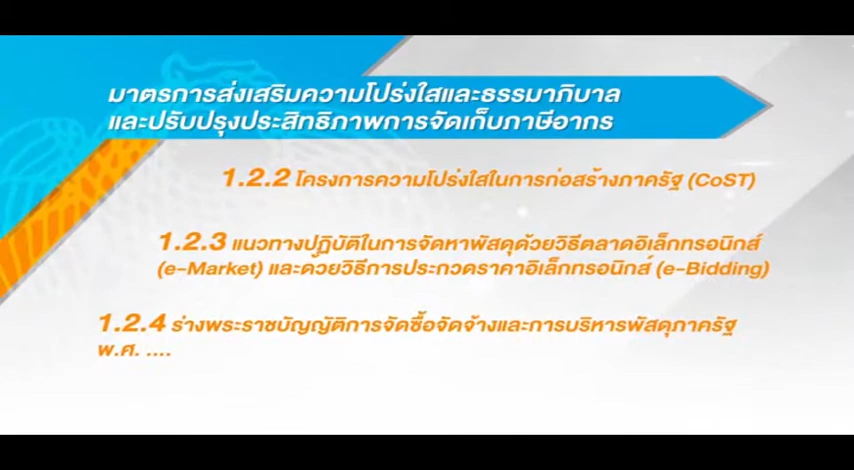 มาตรการส่งเสริมความโปร่งใสและธรรมาภิบาล
และปรับปรุงประสิทธิภาพการจัดเก็บภาษีอากร
1.2.2 โครงการความโปร่งใสในการก่อสร้างภาครัฐ (CoST)
1.2.3 แนวทางปฏิบัติในการจัดหาพัสดุด้วยวิธีตลาดอิเล็กทรอนิกส์
(e-Market) และด้วยวิธีการประกวดราคาอิเล็กทรอนิกส์ (e-Bidding)
1.2.4 ร่างพระราชบัญญัติการจัดซื้อจัดจ้างและการบริหารพัสดุภาครัฐ
พ.ศ. ....